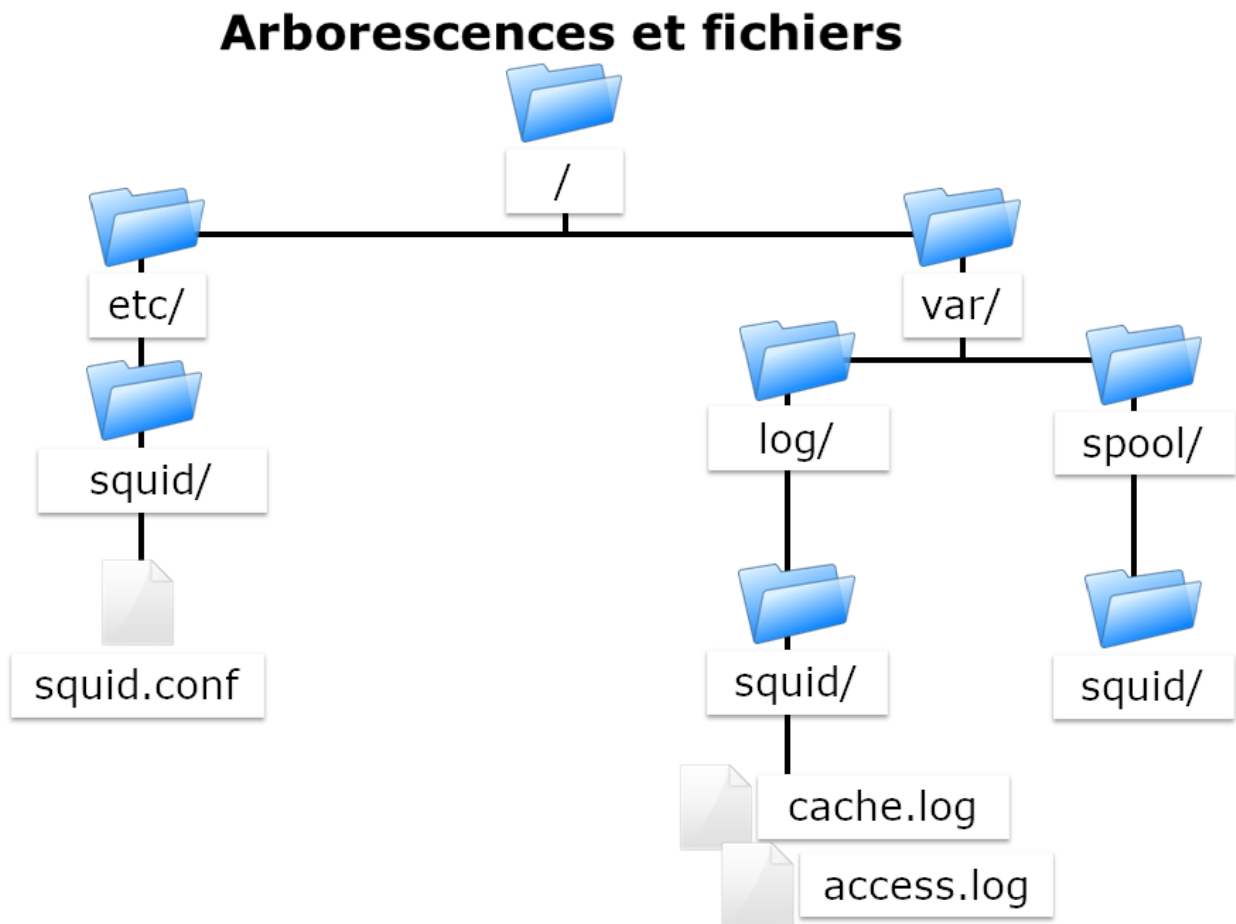 Arborescences et fichiers
/
etc/
var/
log/
spool/
squid/
squid/
squid/
squid.conf
cache.log
access.log